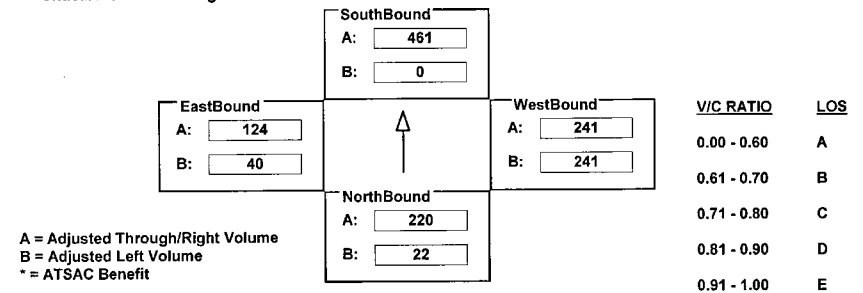 SouthBound
A: 461
B: 0
EastBound
A: 124
B: 40
WestBound
A: 241
B: 241
NorthBound
A: 220
B: 22
A = Adjusted Through/Right Volume
B = Adjusted Left Volume
* = ATSAC Benefit
V/C RATIO LOS
0.00 - 0.60 A
0.61 - 0.70 B
0.71 - 0.80 C
0.81 - 0.90 D
0.91 - 1.00 E